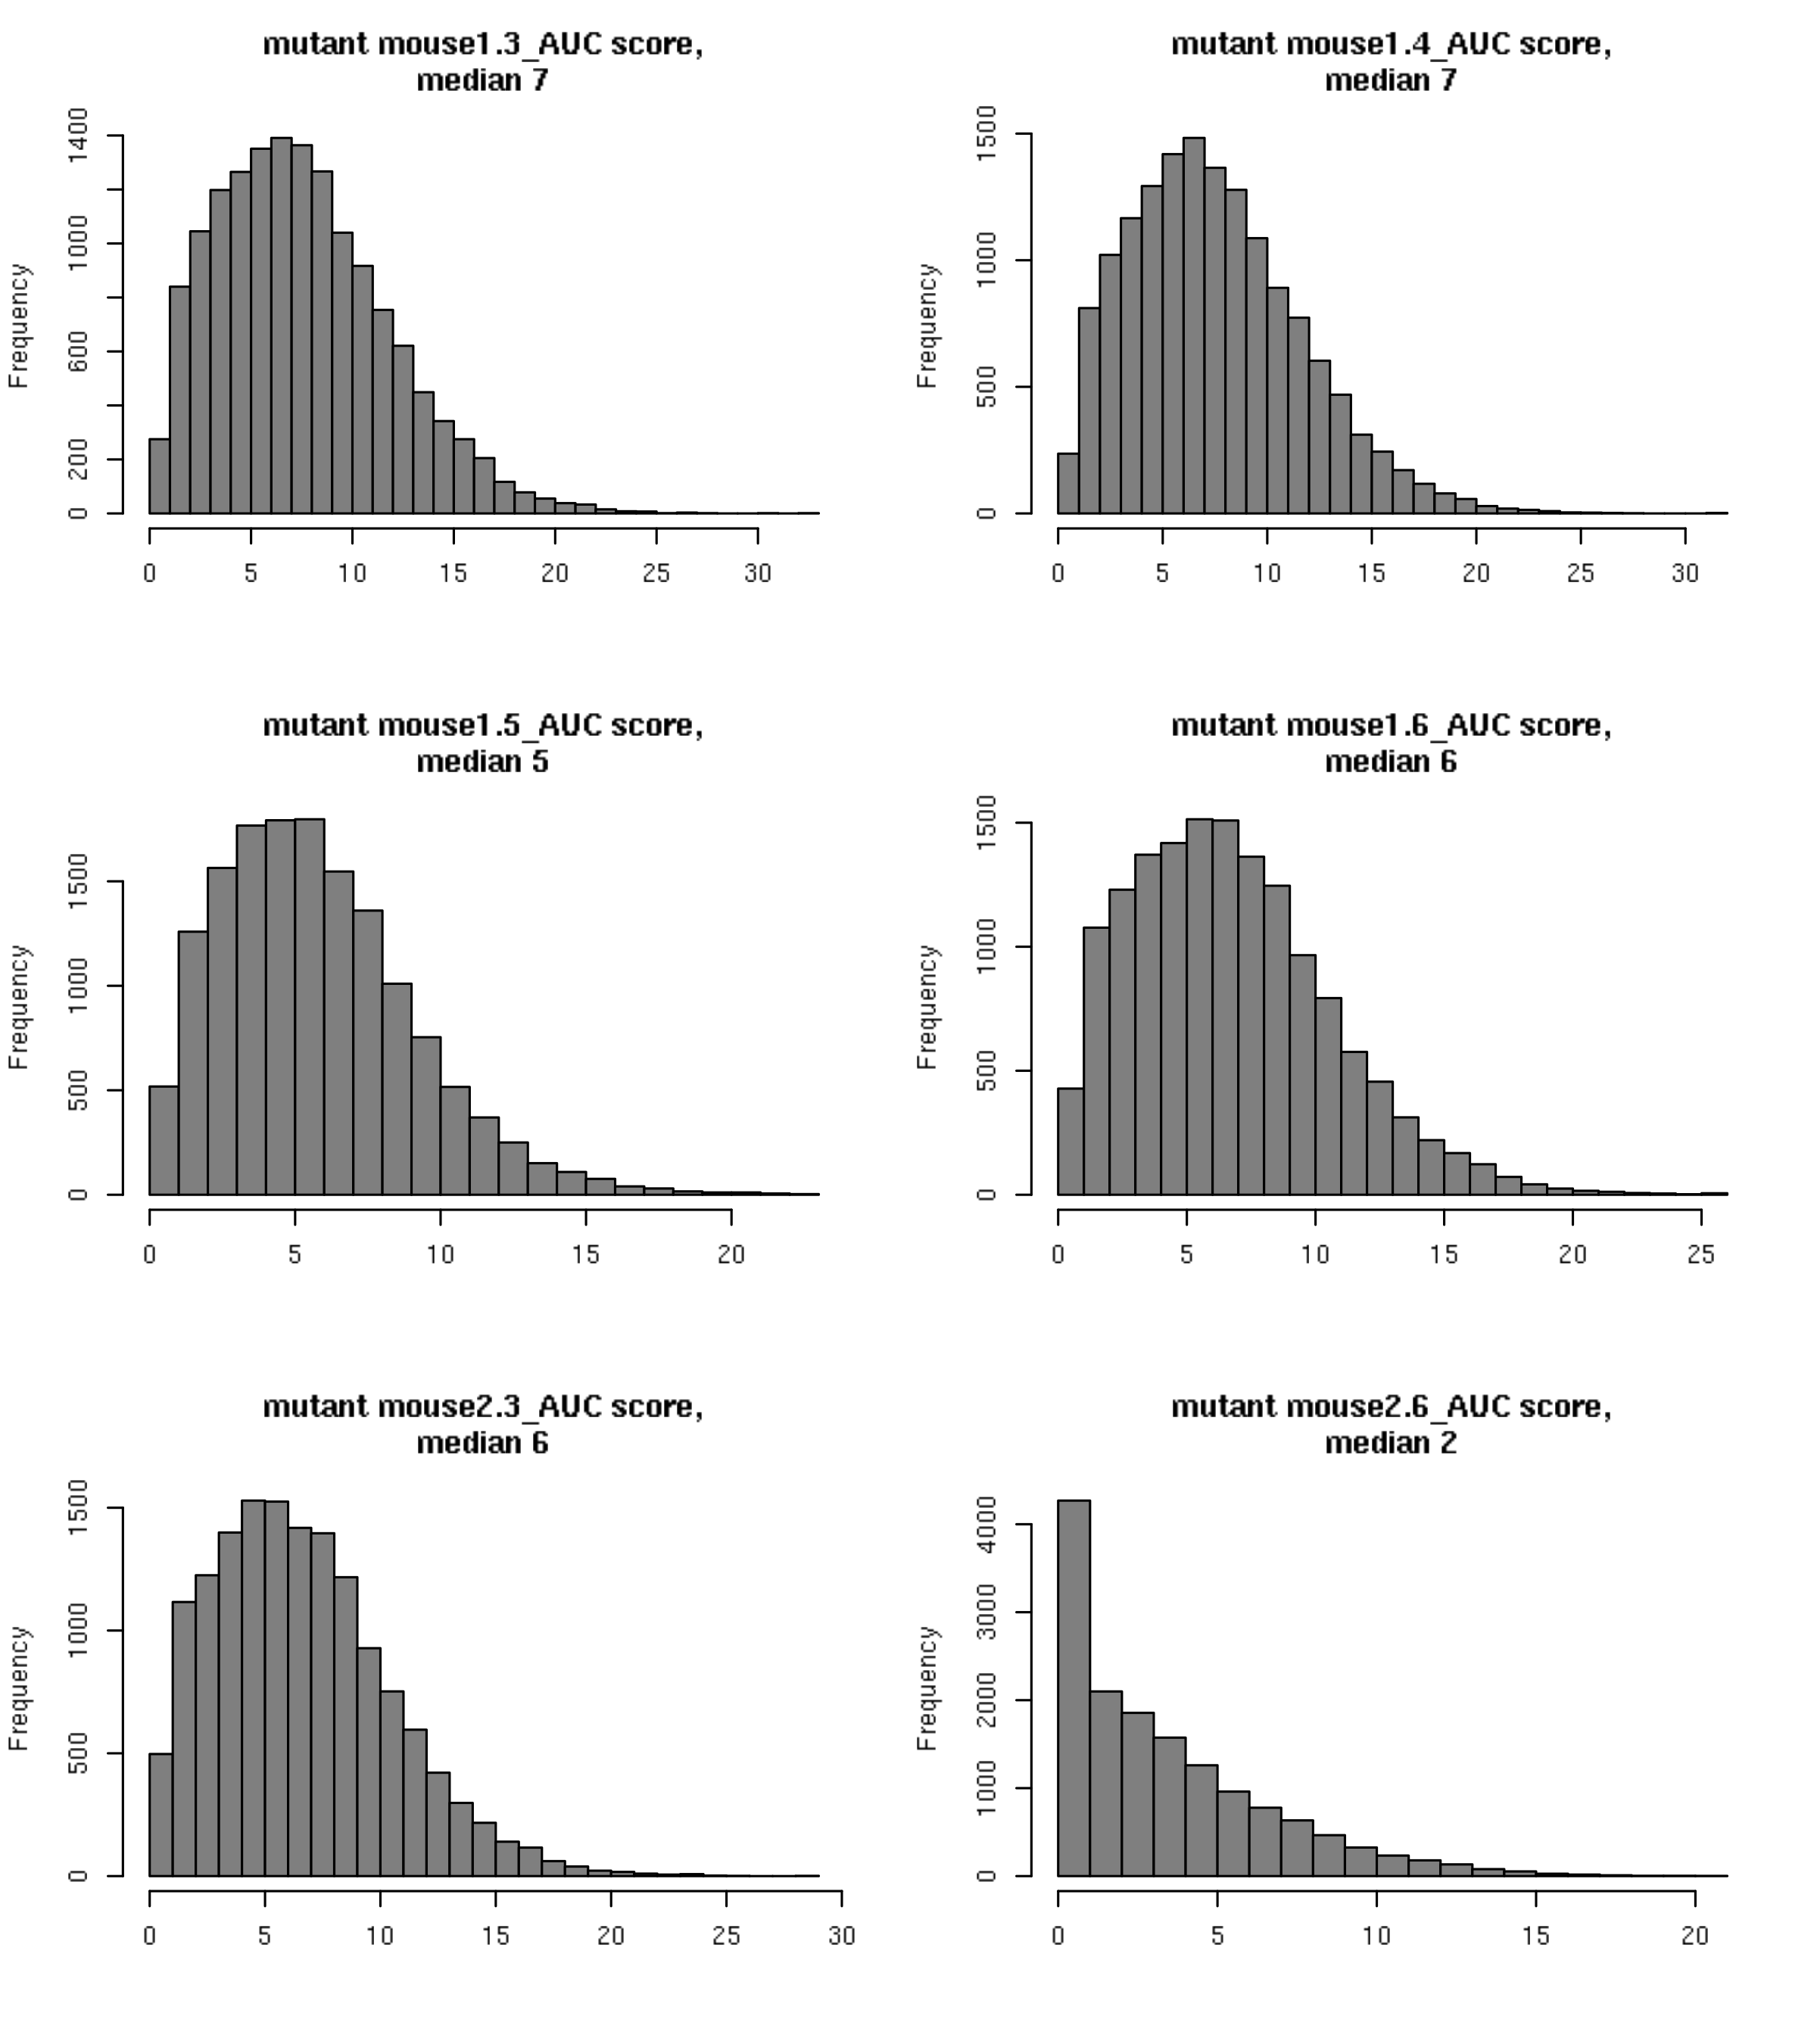 mutant mouse1.3_AUC score,
median 7
Frequency
1400
1000
600
200
0
0 5 10 15 20 25 30
mutant mouse1.4_AUC score,
median 7
Frequency
1500
1000
500
0
0 5 10 15 20 25 30
mutant mouse1.5_AUC score,
median 5
Frequency
1500
1000
500
0
0 5 10 15 20
mutant mouse1.6_AUC score,
median 6
Frequency
1500
1000
500
0
0 5 10 15 20 25
mutant mouse2.3_AUC score,
median 6
Frequency
1500
1000
500
0
0 5 10 15 20 25 30
mutant mouse2.6_AUC score,
median 2
Frequency
4000
3000
2000
1000
0
0 5 10 15 20